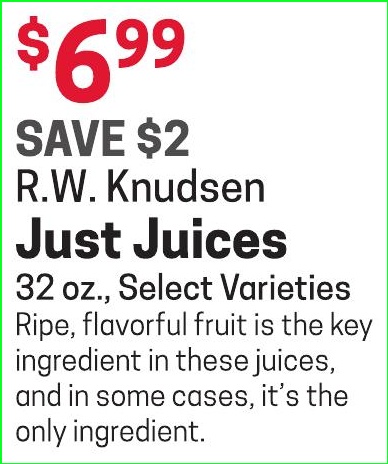 $6.99
SAVE $2
R.W. Knudsen
Just Juices
32 oz., Select Varieties
Ripe, flavorful fruit is the key
ingredient in these juices,
and in some cases, it’s the
only ingredient.